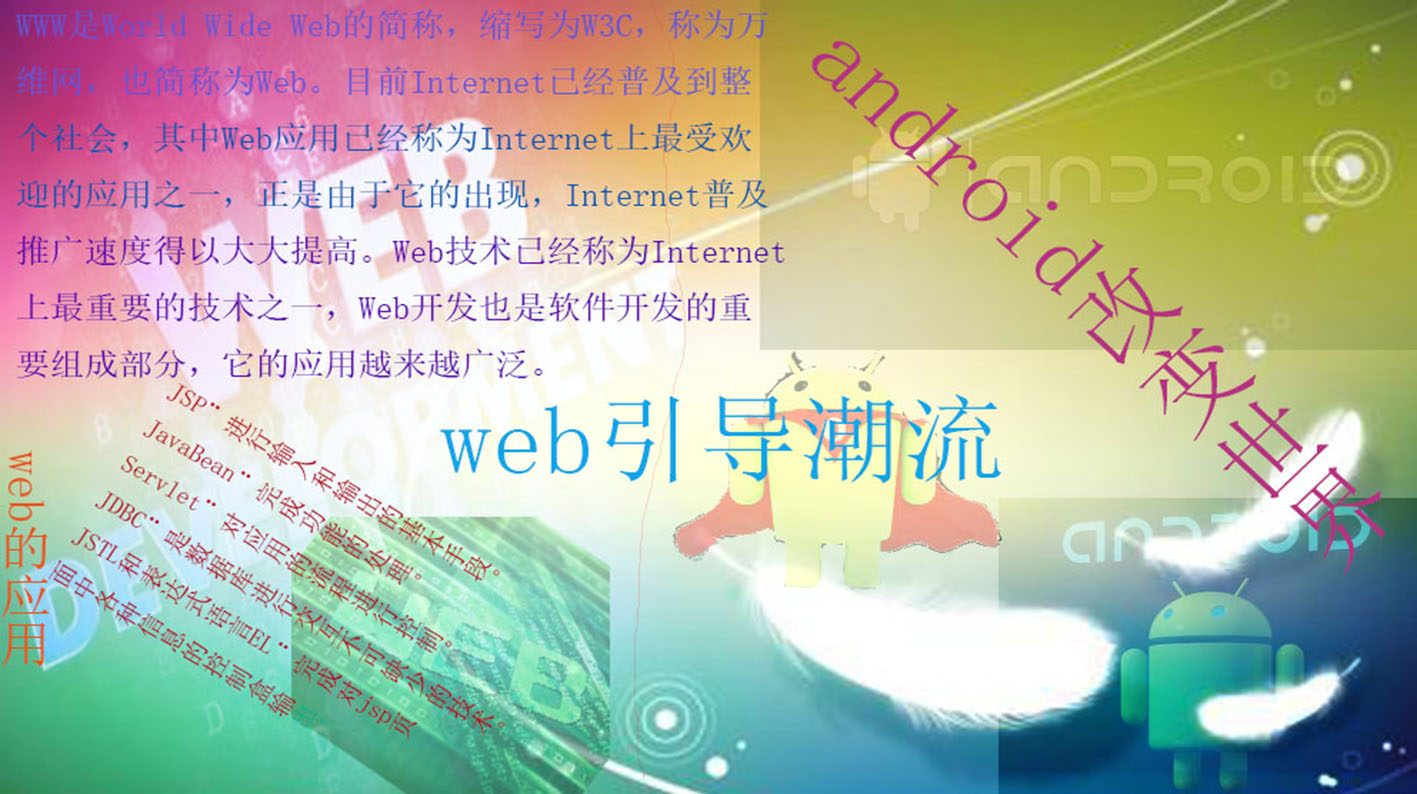 WWW是World Wide Web的简称，缩写为W3C，称为万
维网，也简称为Web。目前Internet已经普及到整
个社会，其中Web应用已经称为Internet上最受欢
迎的应用之一，正是由于它的出现，Internet普及
推广速度得以大大提高。Web技术已经称为Internet
上最重要的技术之一，Web开发也是软件开发的重
要组成部分，它的应用越来越广泛。
android改变世界
ANDROID
WEB
DEVELOPMENT
web引导潮流
web的应用
JSP：进行输入和输出的技术手段。
JavaBean：完成功能的处理。
Servlet：对应用的流程进行控制。
JDBC：是数据库进行交互不可缺少的技术。
JSTL和表达式语言EL：完成对jsp页
面中各种信息的控制盒输
ANDROID